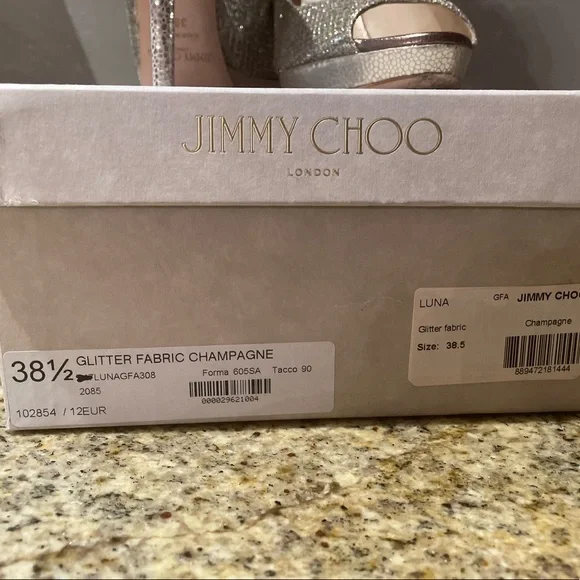 JIMMY CHOO
LONDON
38½ GLITTER FABRIC CHAMPAGNE
LUNAGFA308 Forma 605SA Tacco 90
2085
000029621004
102854 / 12EUR
LUNA GFA JIMMY CHOO
Glitter fabric Champagne
Size: 38.5
889472181444